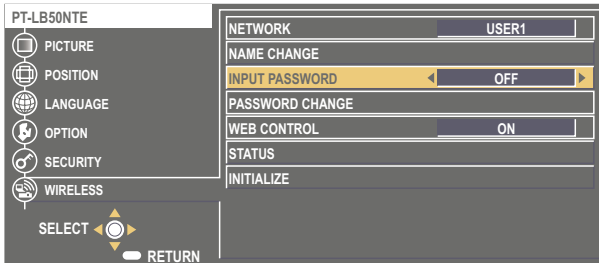 PT-LB50NTE
PICTURE
POSITION
LANGUAGE
OPTION
SECURITY
WIRELESS
SELECT
RETURN
NETWORK USER1
NAME CHANGE
INPUT PASSWORD OFF
PASSWORD CHANGE
WEB CONTROL ON
STATUS
INITIALIZE